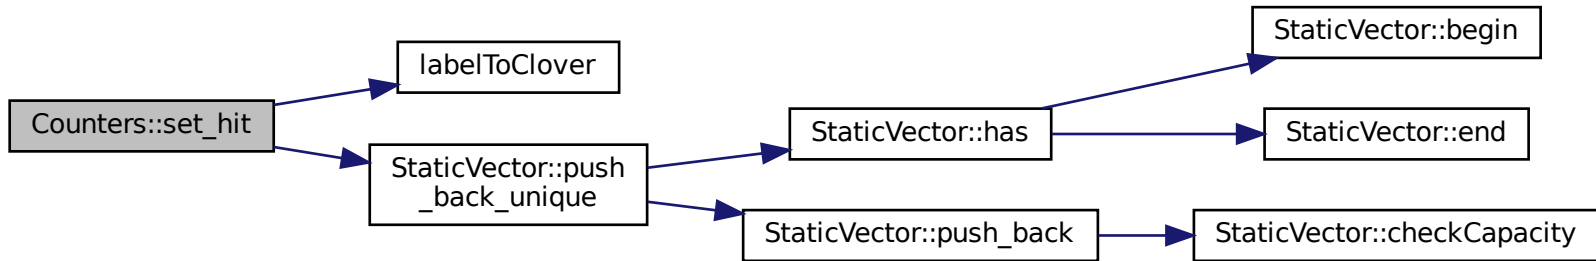 Counters::set_hit
labelToClover
StaticVector::push
_back_unique
StaticVector::has
StaticVector::begin
StaticVector::end
StaticVector::push_back
StaticVector::checkCapacity